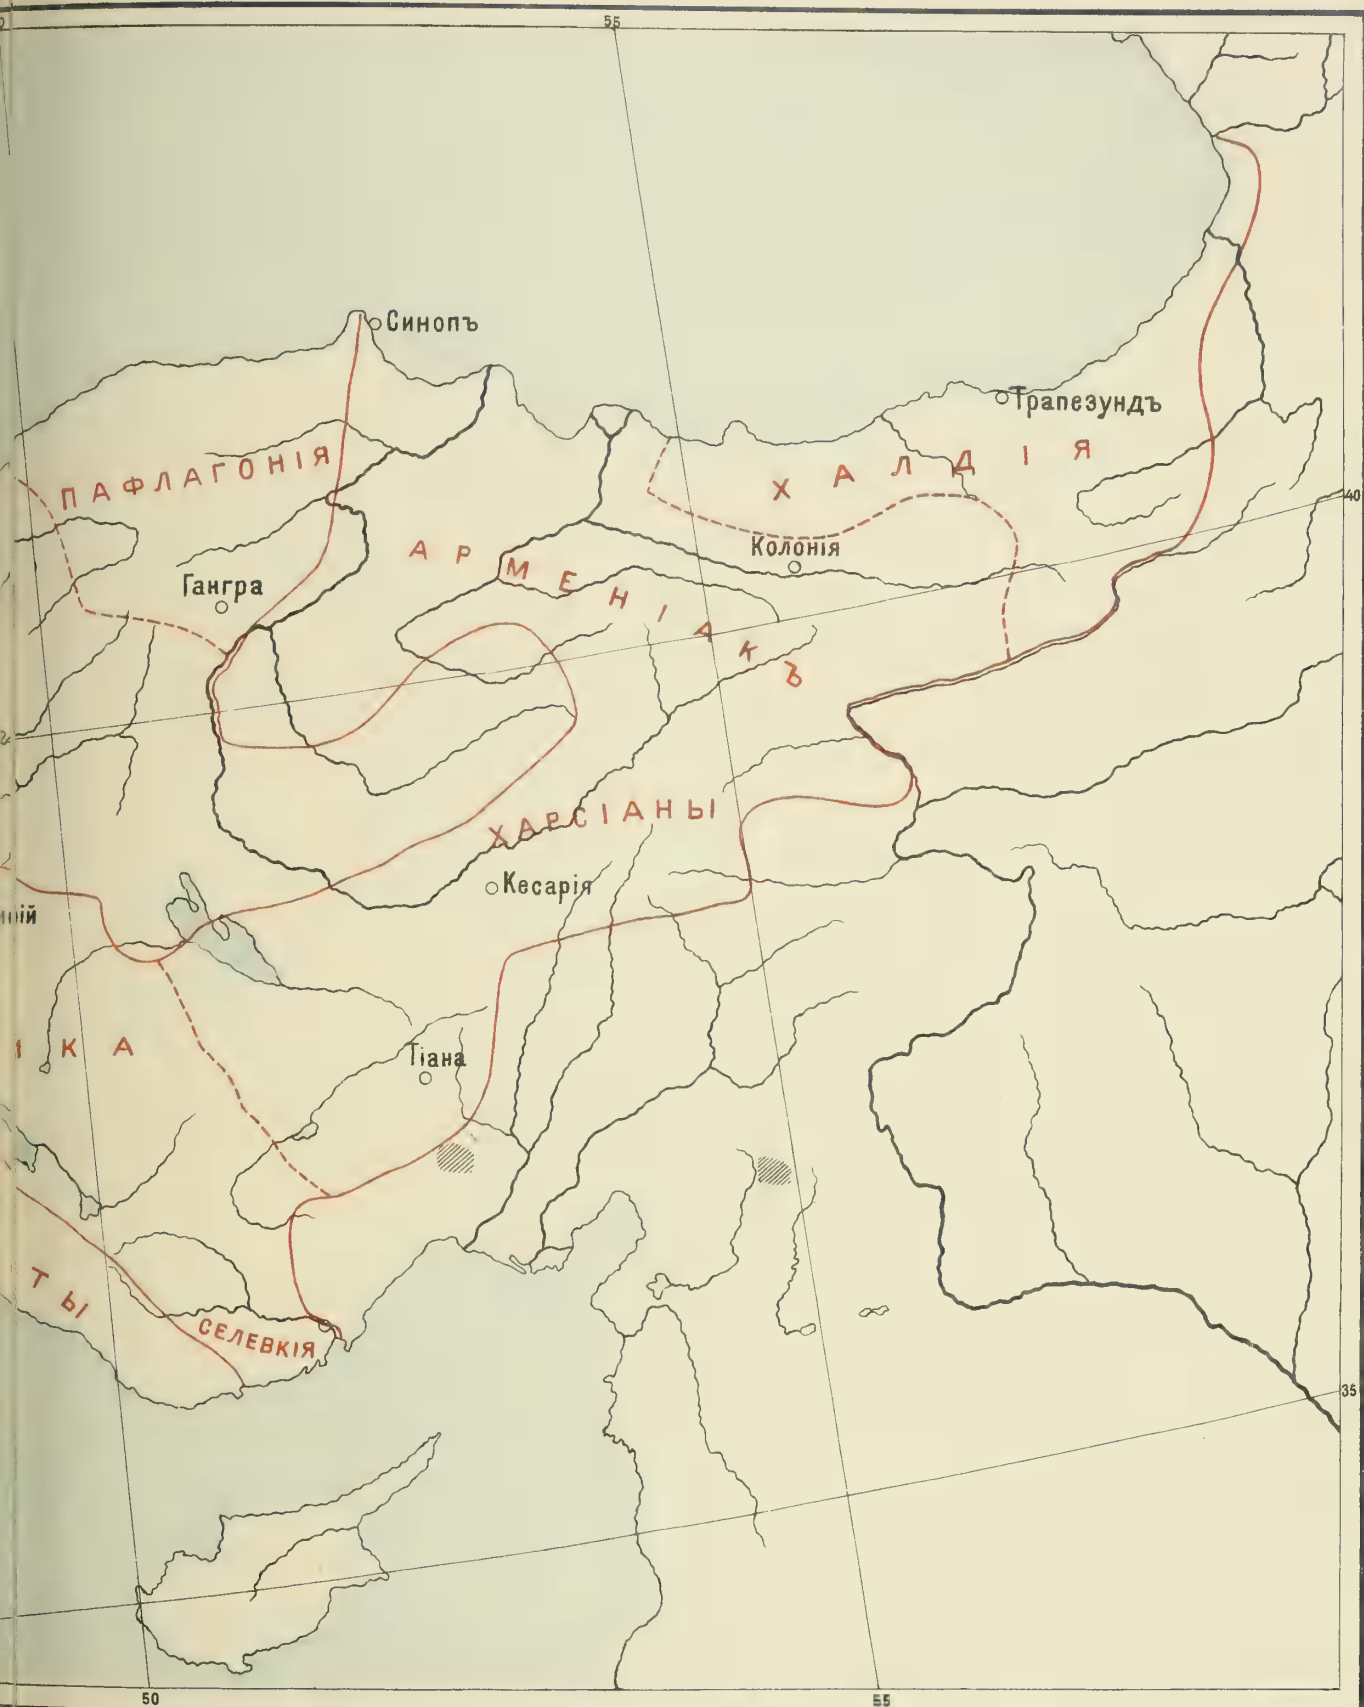 55
Синопъ
Трапезундъ
ПАФЛАГОНІЯ
ХАЛДІЯ
40
АРМЕНІАКЪ
Колонія
Гангра
ХАРСІАНЫ
Кесарія
КА
Тіана
ТЫ
СЕЛЕВКІЯ
35
50
55